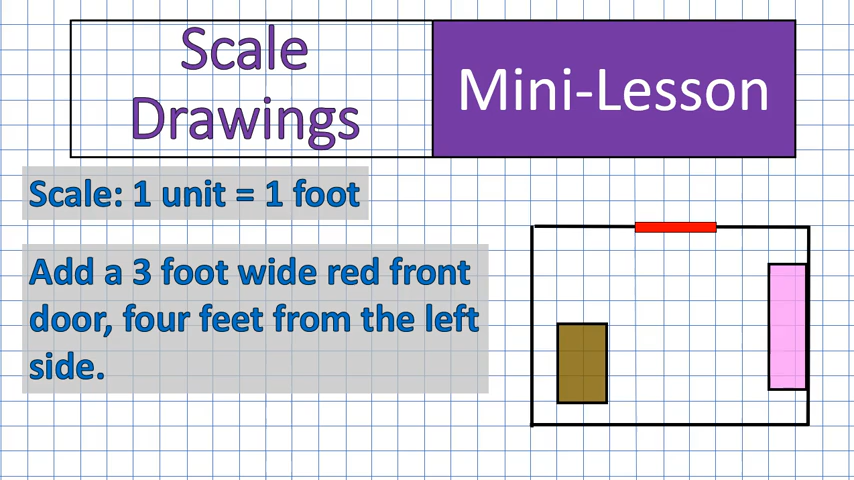 Scale
Drawings
Mini-Lesson
Scale: 1 unit = 1 foot
Add a 3 foot wide red front
door, four feet from the left
side.